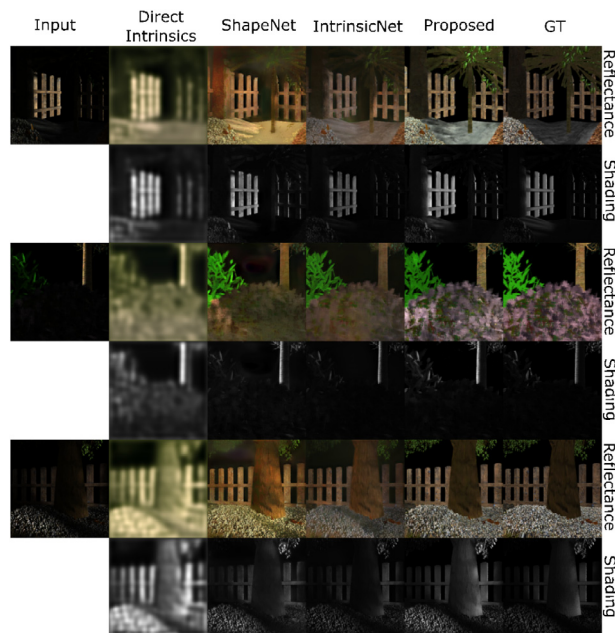 Input
Direct
Intrinsics
ShapeNet
IntrinsicNet
Proposed
GT
Reflectance
Shading
Reflectance
Shading
Reflectance
Shading